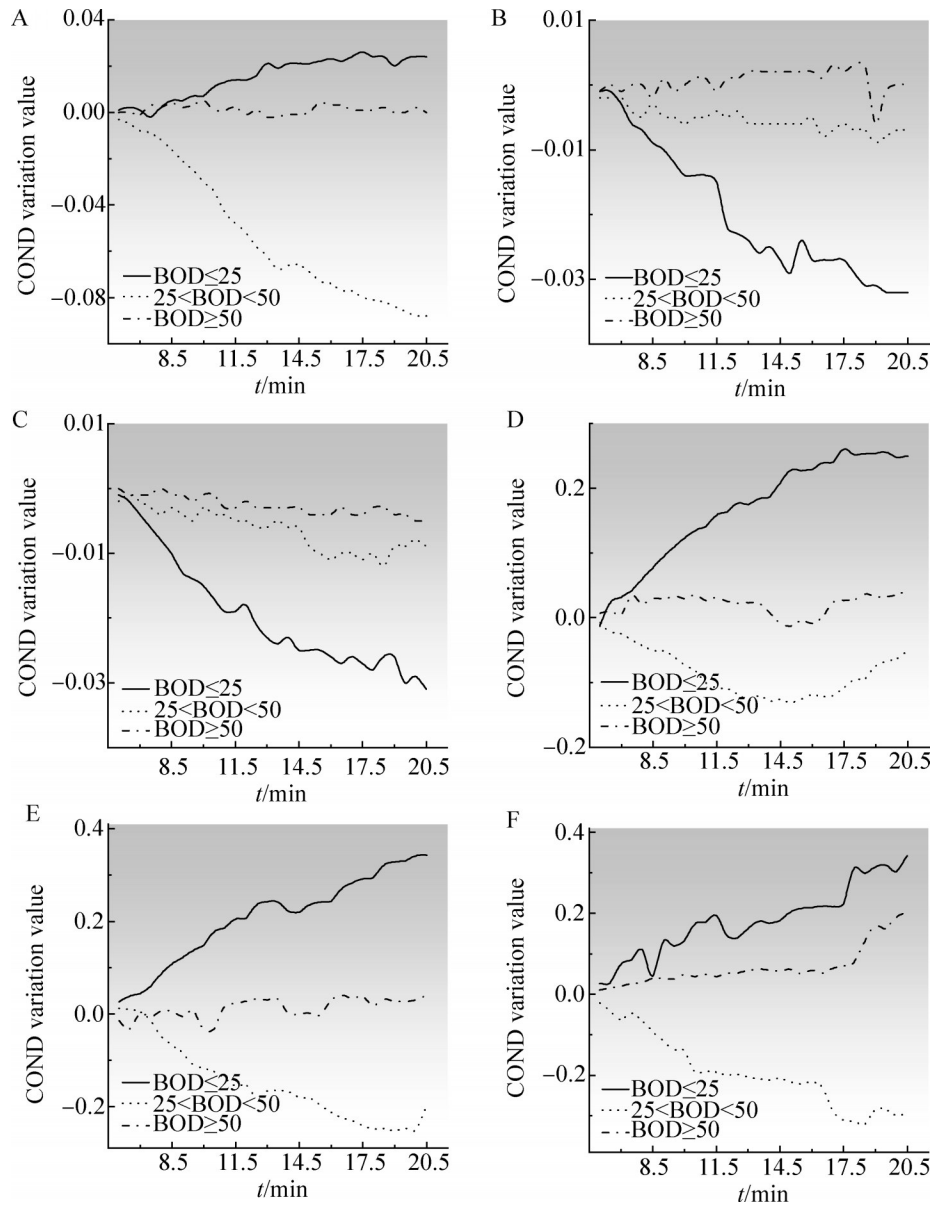 A
0.04
0.00
−0.04
−0.08
COND variation value
BOD≤25
25<BOD<50
BOD≥50
8.5 11.5 14.5 17.5 20.5
t/min
B
0.01
−0.01
−0.03
COND variation value
BOD≤25
25<BOD<50
BOD≥50
8.5 11.5 14.5 17.5 20.5
t/min
C
0.01
−0.01
−0.03
COND variation value
BOD≤25
25<BOD<50
BOD≥50
8.5 11.5 14.5 17.5 20.5
t/min
D
0.2
0.0
−0.2
COND variation value
BOD≤25
25<BOD<50
BOD≥50
8.5 11.5 14.5 17.5 20.5
t/min
E
0.4
0.2
0.0
−0.2
COND variation value
BOD≤25
25<BOD<50
BOD≥50
8.5 11.5 14.5 17.5 20.5
t/min
F
0.4
0.2
0.0
−0.2
COND variation value
BOD≤25
25<BOD<50
BOD≥50
8.5 11.5 14.5 17.5 20.5
t/min